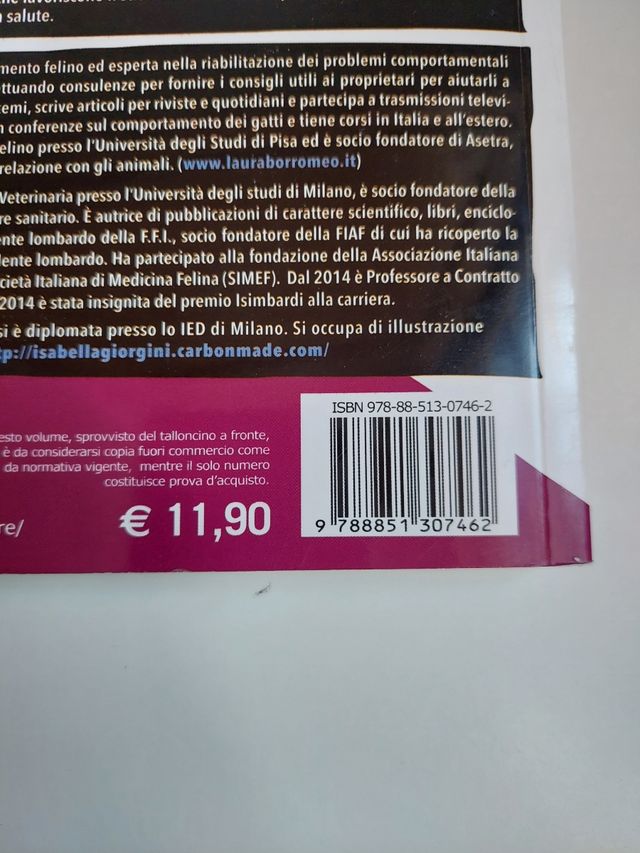 salute.
mento felino ed esperta nella riabilitazione dei problemi comportamentali
ettuando consulenze per fornire i consigli utili ai proprietari per aiutarli a
emi, scrive articoli per riviste e quotidiani e partecipa a trasmissioni televi-
n conferenze sul comportamento dei gatti e tiene corsi in Italia e all'estero,
elino presso l'Università degli Studi di Pisa ed è socio fondatore di Asetra,
relazione con gli animali. (www.lauraborromeo.it)
Veterinaria presso l'Università degli studi di Milano, è socio fondatore della
re sanitario. È autrice di pubblicazioni di carattere scientifico, libri, enciclo-
ente lombardo della F.F.I., socio fondatore della FIAF di cui ha ricoperto la
dente lombardo. Ha partecipato alla fondazione della Associazione Italiana
cietà Italiana di Medicina Felina (SIMEF). Dal 2014 è Professore a Contratto
2014 è stata insignita del premio Isimbardi alla carriera.
si è diplomata presso lo IED di Milano. Si occupa di illustrazione
tp://isabellagiorgini.carbonmade.com/
esto volume, sprovvisto del talloncino a fronte,
è da considerarsi copia fuori commercio come
da normativa vigente, mentre il solo numero
costituisce prova d'acquisto.
re/
€ 11,90
ISBN 978-88-513-0746-2
9 788851 307462